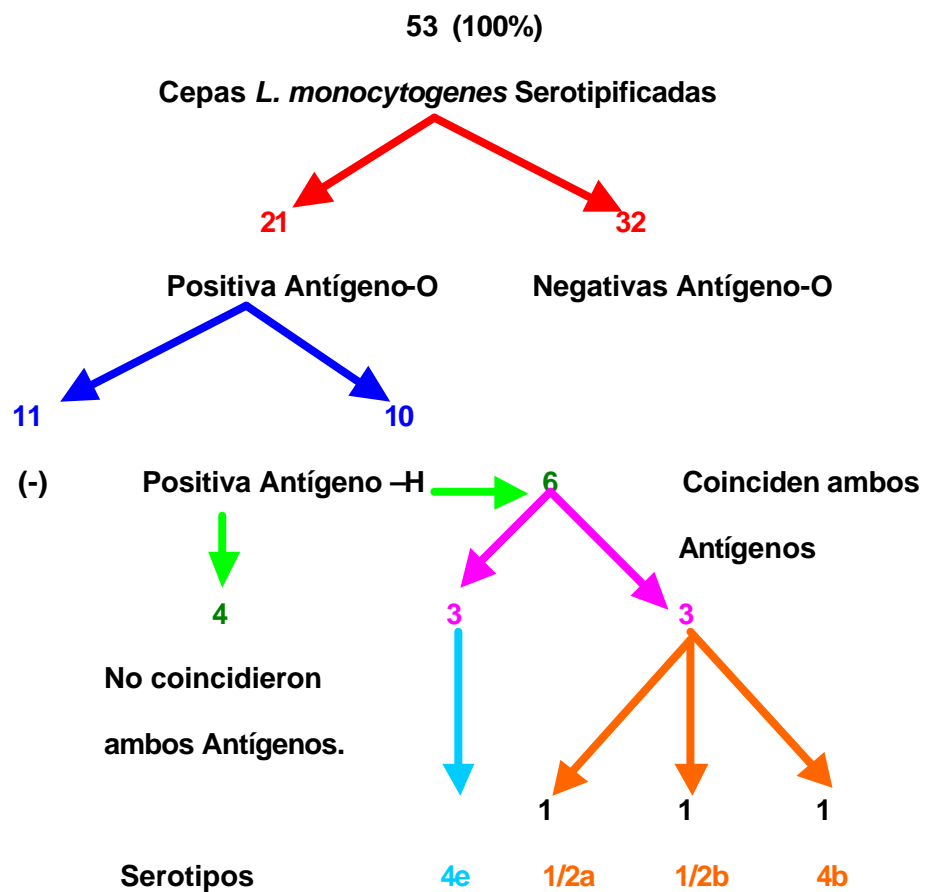 53 (100%)
Cepas L. monocytogenes Serotipificadas
21 32
Positiva Antígeno-O Negativas Antígeno-O
11 10
(-) Positiva Antígeno –H 6 Coinciden ambos
Antígenos
4 3 3
No coincidieron
ambos Antígenos.
1 1 1
Serotipos 4e 1/2a 1/2b 4b